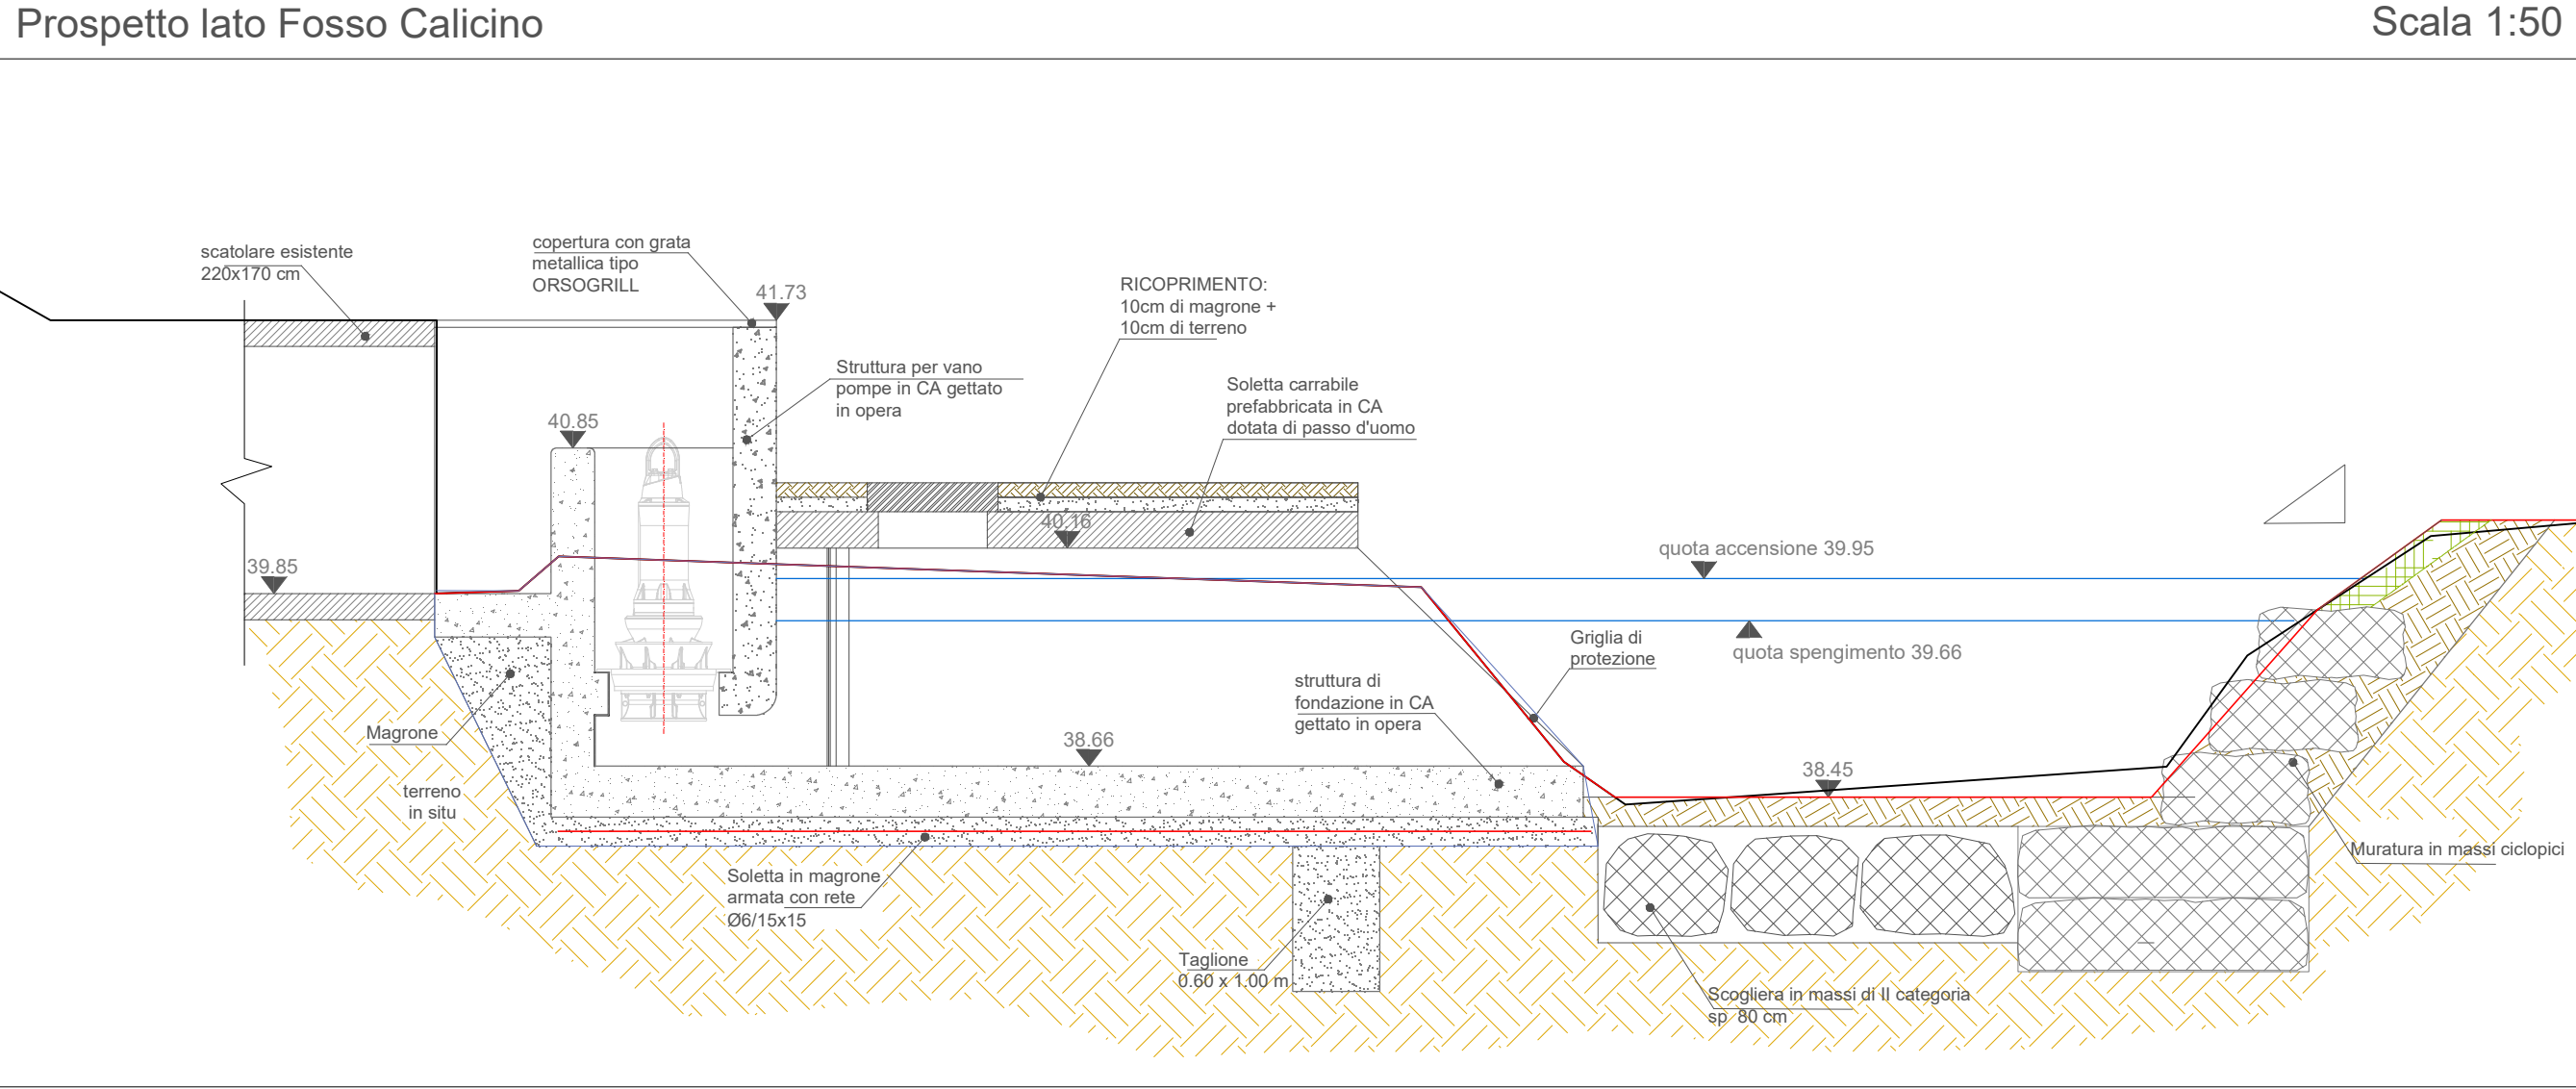 Prospetto lato Fosso Calicino
Scala 1:50
scatolare esistente
220x170 cm
copertura con grata
metallica tipo
ORSOGRILL
41.73
RICOPRIMENTO:
10cm di magrone +
10cm di terreno
Struttura per vano
pompe in CA gettato
in opera
Soletta carrabile
prefabbricata in CA
dotata di passo d'uomo
40.85
40.16
39.85
quota accensione 39.95
quota spengimento 39.66
Griglia di
protezione
struttura di
fondazione in CA
gettato in opera
Magrone
38.66
38.45
terreno
in situ
Soletta in magrone
armata con rete
Ø6/15x15
Muratura in massi ciclopici
Taglione
0.60 x 1.00 m
Scogliera in massi di II categoria
sp 80 cm